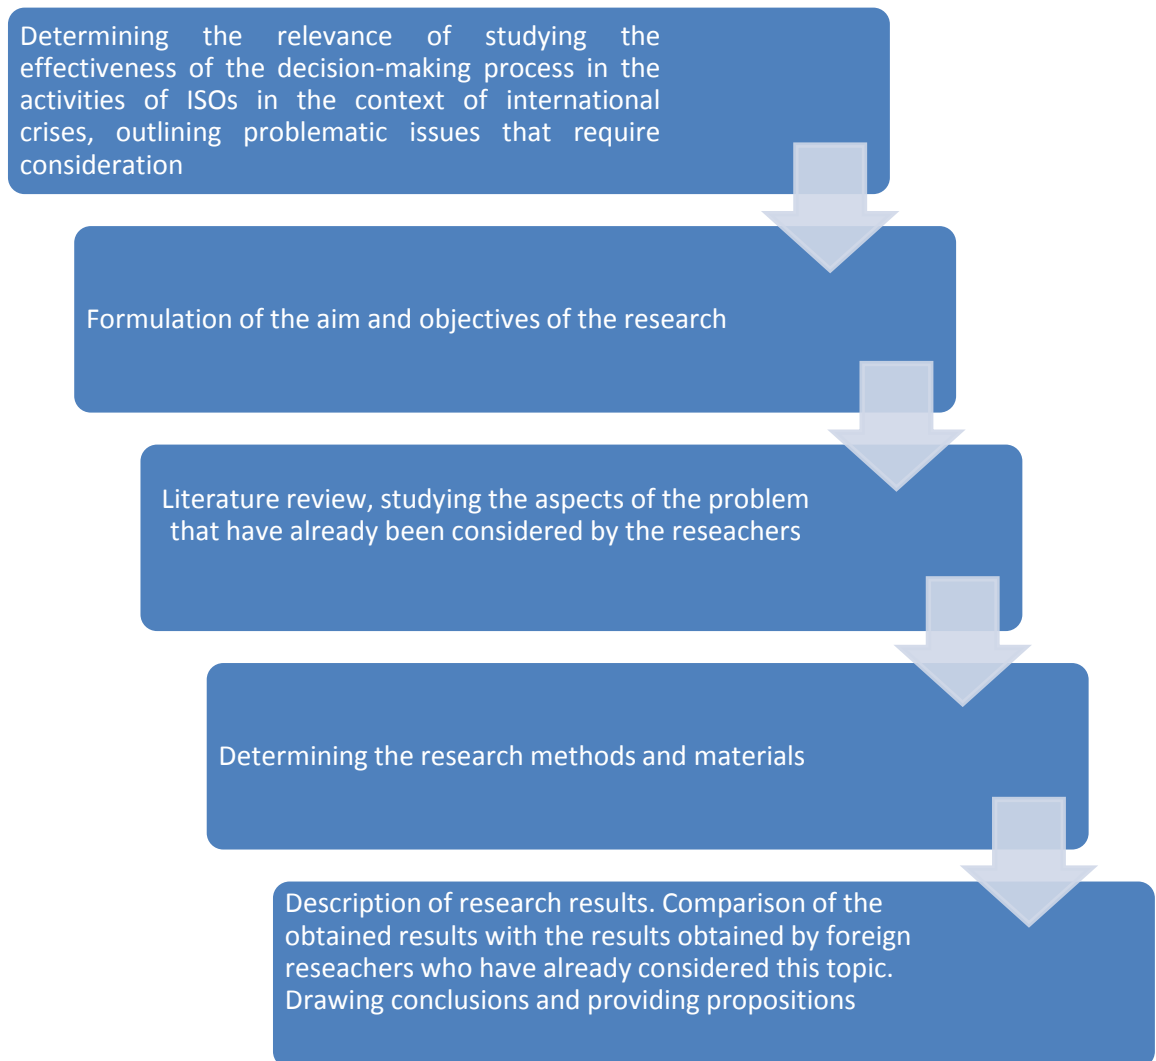 Determining the relevance of studying the
effectiveness of the decision-making process in the
activities of ISOs in the context of international
crises, outlining problematic issues that require
consideration
Formulation of the aim and objectives of the research
Literature review, studying the aspects of the problem
that have already been considered by the reseachers
Determining the research methods and materials
Description of research results. Comparison of the
obtained results with the results obtained by foreign
reseachers who have already considered this topic.
Drawing conclusions and providing propositions